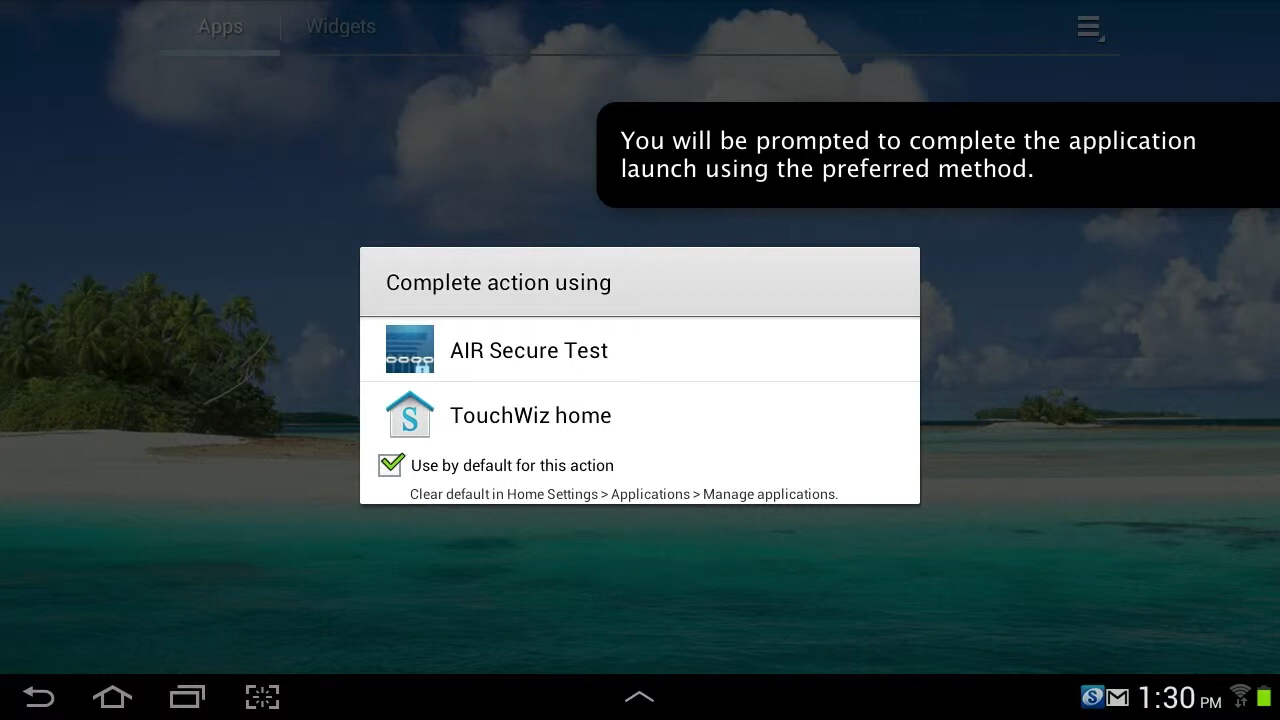 Apps
Widgets
You will be prompted to complete the application
launch using the preferred method.
Complete action using
AIR Secure Test
S
TouchWiz home
Use by default for this action
Clear default in Home Settings > Applications > Manage applications.
S
1:30 PM